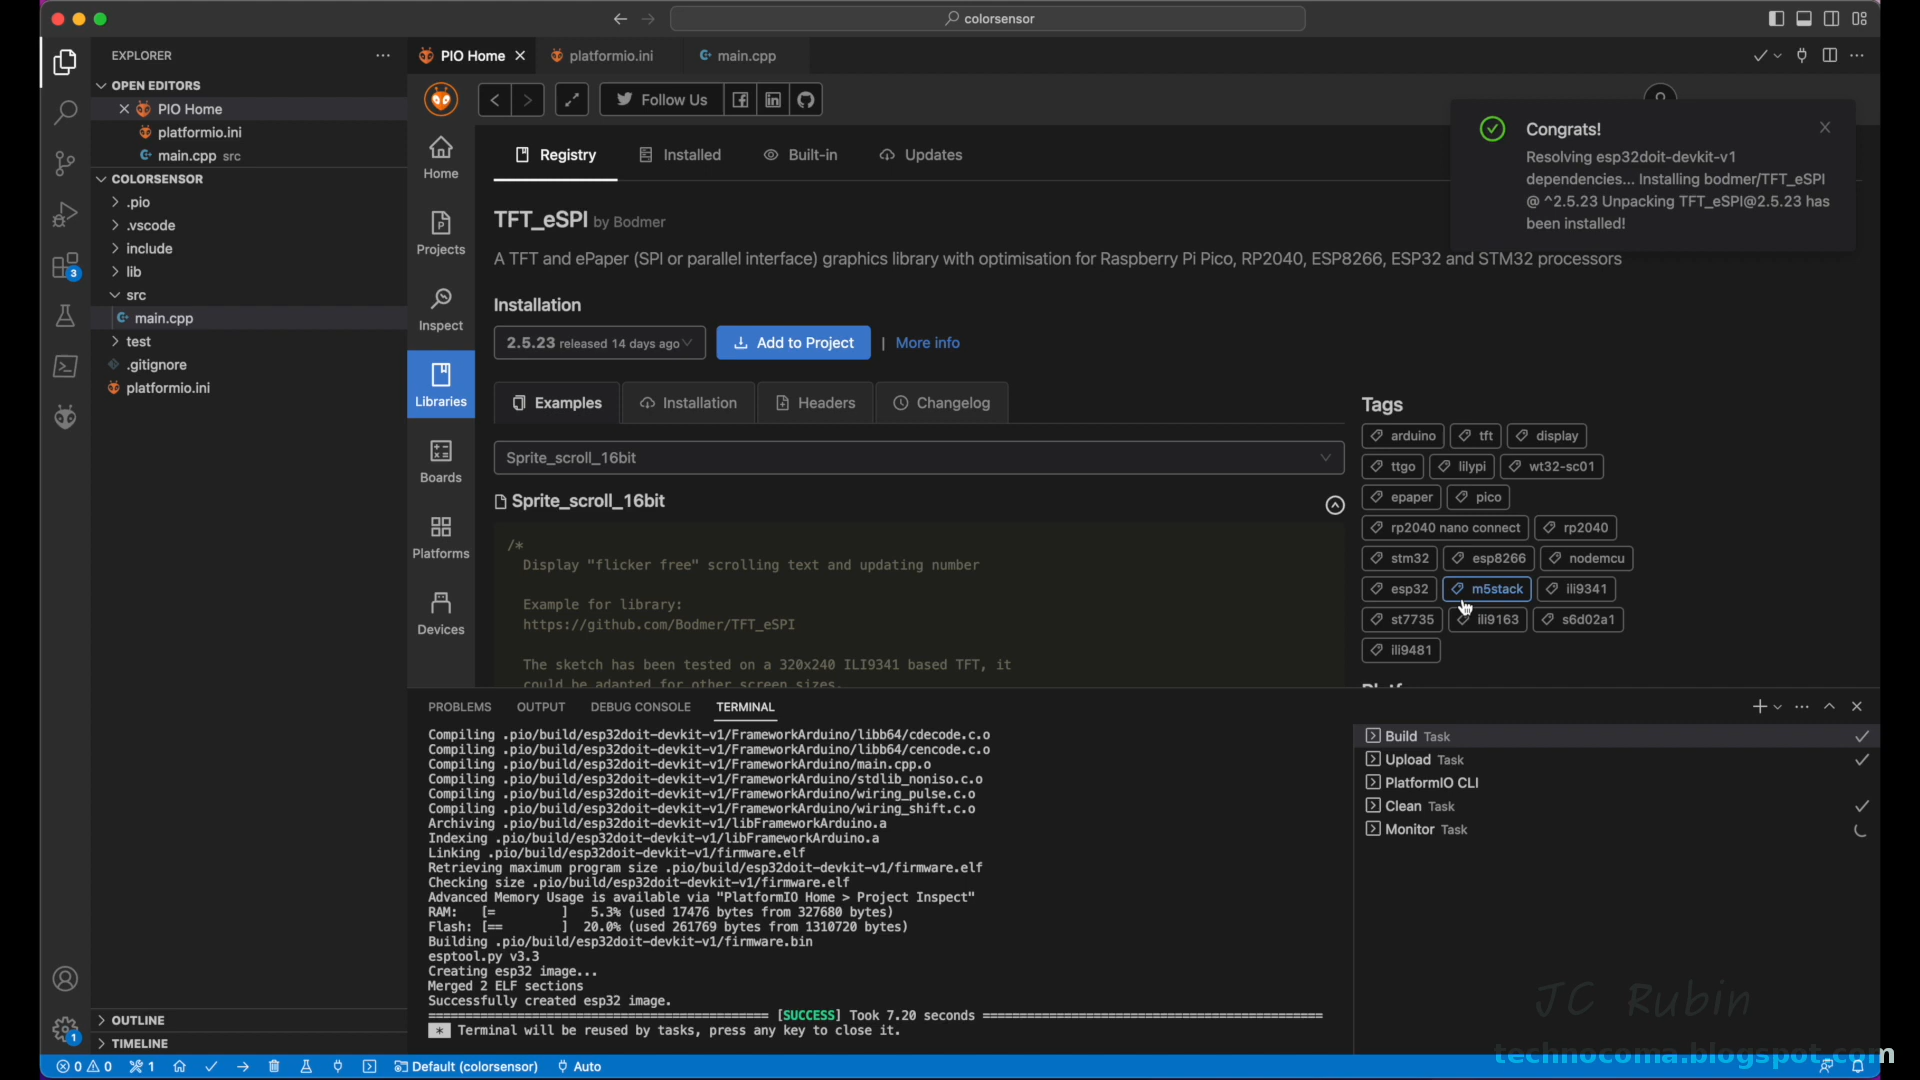 colorsensor
EXPLORER
OPEN EDITORS
PIO Home
platformio.ini
main.cpp src
COLORSENSOR
.pio
.vscode
include
lib
src
main.cpp
test
.gitignore
platformio.ini
OUTLINE
TIMELINE
3
1
PIO Home
platformio.ini
main.cpp
Follow Us
Home
Projects
Inspect
Libraries
Boards
Platforms
Devices
Registry
Installed
Built-in
Updates
Congrats!
Resolving esp32doit-devkit-v1
dependencies... Installing bodmer/TFT_eSPI
@ ^2.5.23 Unpacking TFT_eSPI@2.5.23 has
been installed!
TFT_eSPI by Bodmer
A TFT and ePaper (SPI or parallel interface) graphics library with optimisation for Raspberry Pi Pico, RP2040, ESP8266, ESP32 and STM32 processors
Installation
2.5.23 released 14 days ago
Add to Project
| More info
Examples
Installation
Headers
Changelog
Sprite_scroll_16bit
Sprite_scroll_16bit
/*
Display "flicker free" scrolling text and updating number
Example for library:
https://github.com/Bodmer/TFT_eSPI
The sketch has been tested on a 320x240 ILI9341 based TFT, it
could be adapted for other screen sizes.
Tags
arduino tft display
ttgo lilypi wt32-sc01
epaper pico
rp2040 nano connect rp2040
stm32 esp8266 nodemcu
esp32 m5stack ili9341
st7735 ili9163 s6d02a1
ili9481
PROBLEMS OUTPUT DEBUG CONSOLE TERMINAL
Compiling .pio/build/esp32doit-devkit-v1/FrameworkArduino/libb64/cdecode.c.o
Compiling .pio/build/esp32doit-devkit-v1/FrameworkArduino/libb64/cencode.c.o
Compiling .pio/build/esp32doit-devkit-v1/FrameworkArduino/main.cpp.o
Compiling .pio/build/esp32doit-devkit-v1/FrameworkArduino/stdlib_noniso.c.o
Compiling .pio/build/esp32doit-devkit-v1/FrameworkArduino/wiring_pulse.c.o
Compiling .pio/build/esp32doit-devkit-v1/FrameworkArduino/wiring_shift.c.o
Archiving .pio/build/esp32doit-devkit-v1/libFrameworkArduino.a
Indexing .pio/build/esp32doit-devkit-v1/libFrameworkArduino.a
Linking .pio/build/esp32doit-devkit-v1/firmware.elf
Retrieving maximum program size .pio/build/esp32doit-devkit-v1/firmware.elf
Checking size .pio/build/esp32doit-devkit-v1/firmware.elf
Advanced Memory Usage is available via "PlatformIO Home > Project Inspect"
RAM: [= ] 5.3% (used 17476 bytes from 327680 bytes)
Flash: [== ] 20.0% (used 261769 bytes from 1310720 bytes)
Building .pio/build/esp32doit-devkit-v1/firmware.bin
esptool.py v3.3
Creating esp32 image...
Merged 2 ELF sections
Successfully created esp32 image.
[SUCCESS] Took 7.20 seconds
* Terminal will be reused by tasks, press any key to close it.
Build Task
Upload Task
PlatformIO CLI
Clean Task
Monitor Task
JC Rubin
technocoma.blogspot.com
0 0 1 Default (colorsensor) Auto